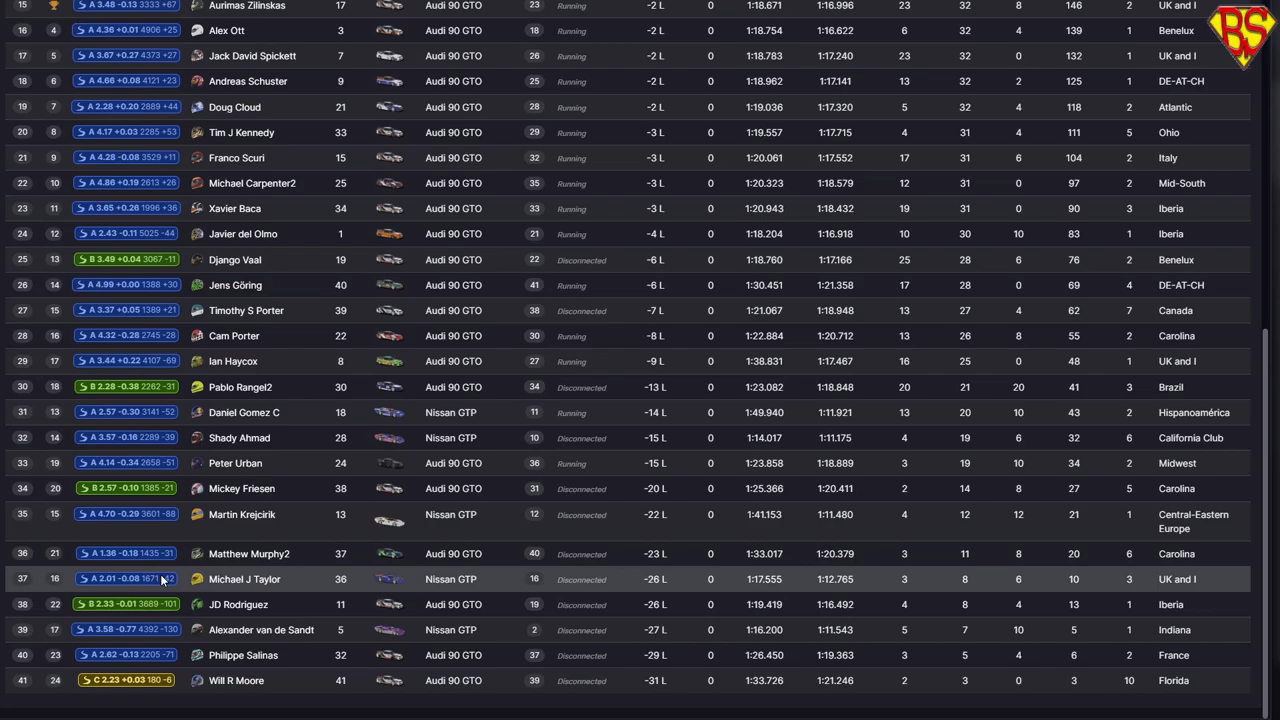 15 A 3.48 -0.13 3333 +67 Aurimas Zilinskas 17 Audi 90 GTO 23 Running -2 L 0 1:18.671 1:16.996 23 32 8 146 2 UK and I
16 4 A 4.36 +0.01 4906 +25 Alex Ott 3 Audi 90 GTO 18 Running -2 L 0 1:18.754 1:16.622 6 32 4 139 1 Benelux
17 5 A 3.67 +0.27 4373 +27 Jack David Spickett 7 Audi 90 GTO 26 Running -2 L 0 1:18.783 1:17.240 23 32 0 132 1 UK and I
18 6 A 4.66 +0.08 4121 +23 Andreas Schuster 9 Audi 90 GTO 25 Running -2 L 0 1:18.962 1:17.141 13 32 2 125 1 DE-AT-CH
19 7 A 2.28 +0.20 2889 +44 Doug Cloud 21 Audi 90 GTO 28 Running -2 L 0 1:19.036 1:17.320 5 32 4 118 2 Atlantic
20 8 A 4.17 +0.03 2285 +53 Tim J Kennedy 33 Audi 90 GTO 29 Running -3 L 0 1:19.557 1:17.715 4 31 4 111 5 Ohio
21 9 A 4.28 -0.08 3529 +11 Franco Scuri 15 Audi 90 GTO 32 Running -3 L 0 1:20.061 1:17.552 17 31 6 104 2 Italy
22 10 A 4.86 +0.19 2613 +26 Michael Carpenter2 25 Audi 90 GTO 35 Running -3 L 0 1:20.323 1:18.579 12 31 0 97 2 Mid-South
23 11 A 3.65 +0.26 1996 +36 Xavier Baca 34 Audi 90 GTO 33 Running -3 L 0 1:20.943 1:18.432 19 31 0 90 3 Iberia
24 12 A 2.43 -0.11 5025 -44 Javier del Olmo 1 Audi 90 GTO 21 Running -4 L 0 1:18.204 1:16.918 10 30 10 83 1 Iberia
25 13 B 3.49 +0.04 3067 -11 Django Vaal 19 Audi 90 GTO 22 Disconnected -6 L 0 1:18.760 1:17.166 25 28 6 76 2 Benelux
26 14 A 4.99 +0.00 1388 +30 Jens Göring 40 Audi 90 GTO 41 Running -6 L 0 1:30.451 1:21.358 17 28 0 69 4 DE-AT-CH
27 15 A 3.37 +0.05 1389 +21 Timothy S Porter 39 Audi 90 GTO 38 Disconnected -7 L 0 1:21.067 1:18.948 13 27 4 62 7 Canada
28 16 A 4.32 -0.28 2745 -28 Cam Porter 22 Audi 90 GTO 30 Running -8 L 0 1:22.884 1:20.712 13 26 8 55 2 Carolina
29 17 A 3.44 +0.22 4107 -69 Ian Haycox 8 Audi 90 GTO 27 Running -9 L 0 1:38.831 1:17.467 16 25 0 48 1 UK and I
30 18 B 2.28 -0.38 2262 -31 Pablo Rangel2 30 Audi 90 GTO 34 Disconnected -13 L 0 1:23.082 1:18.848 20 21 20 41 3 Brazil
31 13 A 2.57 -0.30 3141 -52 Daniel Gomez C 18 Nissan GTP 11 Running -14 L 0 1:49.940 1:11.921 13 20 10 43 2 Hispanoamérica
32 14 A 3.57 -0.16 2289 -39 Shady Ahmad 28 Nissan GTP 10 Disconnected -15 L 0 1:14.017 1:11.175 4 19 6 32 6 California Club
33 19 A 4.14 -0.34 2658 -51 Peter Urban 24 Audi 90 GTO 36 Running -15 L 0 1:23.858 1:18.889 3 19 10 34 2 Midwest
34 20 B 2.57 -0.10 1385 -21 Mickey Friesen 38 Audi 90 GTO 31 Disconnected -20 L 0 1:25.366 1:20.411 2 14 8 27 5 Carolina
35 15 A 4.70 -0.29 3601 -88 Martin Krejcirik 13 Nissan GTP 12 Disconnected -22 L 0 1:41.153 1:11.480 4 12 12 21 1 Central-Eastern
Europe
36 21 A 1.36 -0.18 1435 -31 Matthew Murphy2 37 Audi 90 GTO 40 Disconnected -23 L 0 1:33.017 1:20.379 3 11 8 20 6 Carolina
37 16 A 2.01 -0.08 1671 Michael J Taylor 36 Nissan GTP 16 Disconnected -26 L 0 1:17.555 1:12.765 3 8 6 10 3 UK and I
38 22 B 2.33 -0.01 3689 -101 JD Rodriguez 11 Audi 90 GTO 19 Disconnected -26 L 0 1:19.419 1:16.492 4 8 4 13 1 Iberia
39 17 A 3.58 -0.77 4392 -130 Alexander van de Sandt 5 Nissan GTP 2 Disconnected -27 L 0 1:16.200 1:11.543 5 7 10 5 1 Indiana
40 23 A 2.62 -0.13 2205 -71 Philippe Salinas 32 Audi 90 GTO 37 Disconnected -29 L 0 1:26.450 1:19.363 3 5 4 6 2 France
41 24 C 2.23 +0.03 180 -6 Will R Moore 41 Audi 90 GTO 39 Disconnected -31 L 0 1:33.726 1:21.246 2 3 0 3 10 Florida
BS